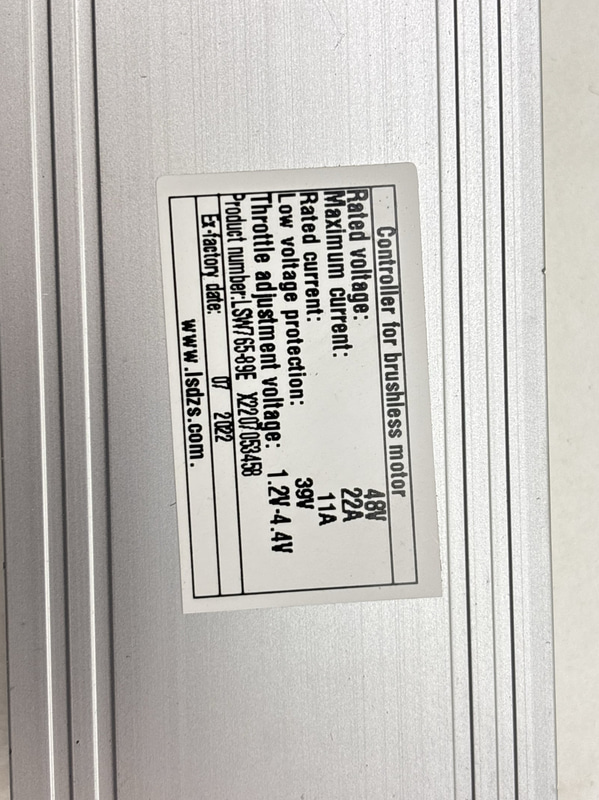 Controller for brushless motor
Rated voltage: 48V
Maximum current: 22A
Rated current: 11A
Low voltage protection: 39V
Throttle adjustment voltage: 1.2V-4.4V
Product number:LSW765-89E X2207053458
Ex-factory date: 07 2022
www.lsdzs.com.